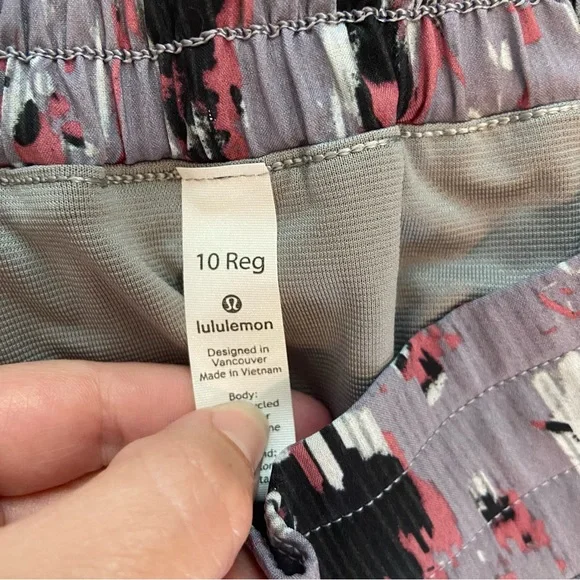 10 Reg
lululemon
Designed in
Vancouver
Made in Vietnam
Body: